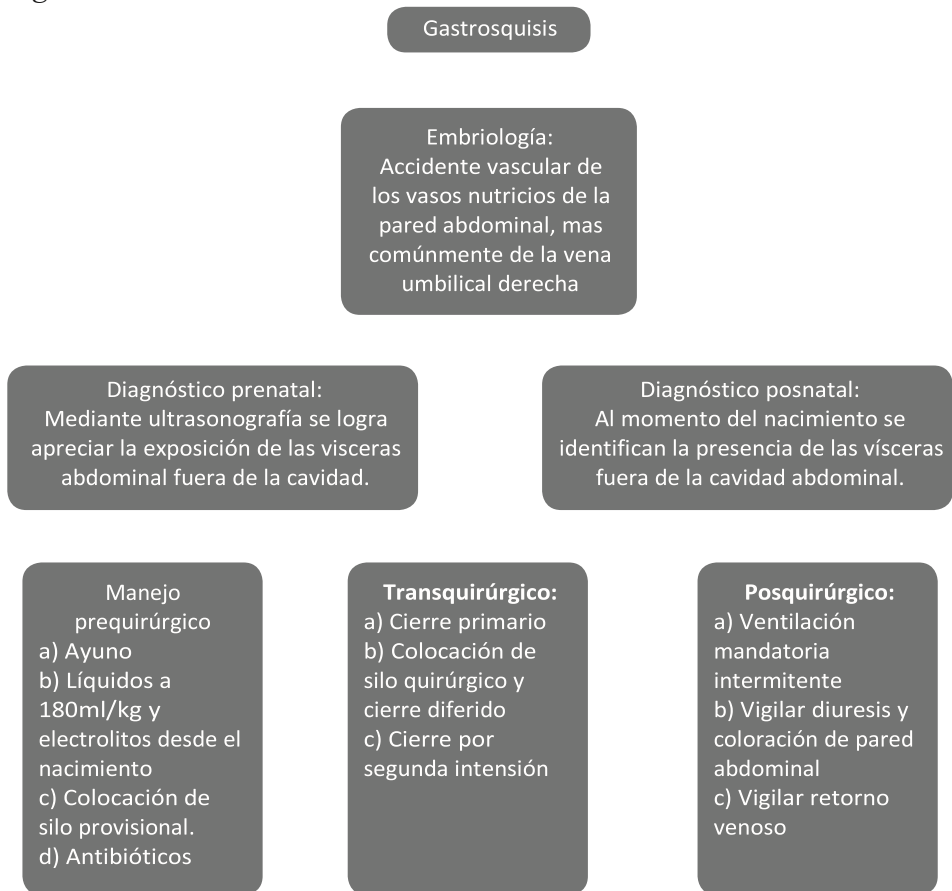 Gastrosquisis
Embriología:
Accidente vascular de
los vasos nutricios de la
pared abdominal, mas
comúnmente de la vena
umbilical derecha
Diagnóstico prenatal:
Mediante ultrasonografía se logra
apreciar la exposición de las visceras
abdominal fuera de la cavidad.
Diagnóstico posnatal:
Al momento del nacimiento se
identifican la presencia de las vísceras
fuera de la cavidad abdominal.
Manejo
prequirúrgico
a) Ayuno
b) Líquidos a
180ml/kg y
electrolitos desde el
nacimiento
c) Colocación de
silo provisional.
d) Antibióticos
Transquirúrgico:
a) Cierre primario
b) Colocación de
silo quirúrgico y
cierre diferido
c) Cierre por
segunda intensión
Posquirúrgico:
a) Ventilación
mandatoria
intermitente
b) Vigilar diuresis y
coloración de pared
abdominal
c) Vigilar retorno
venoso